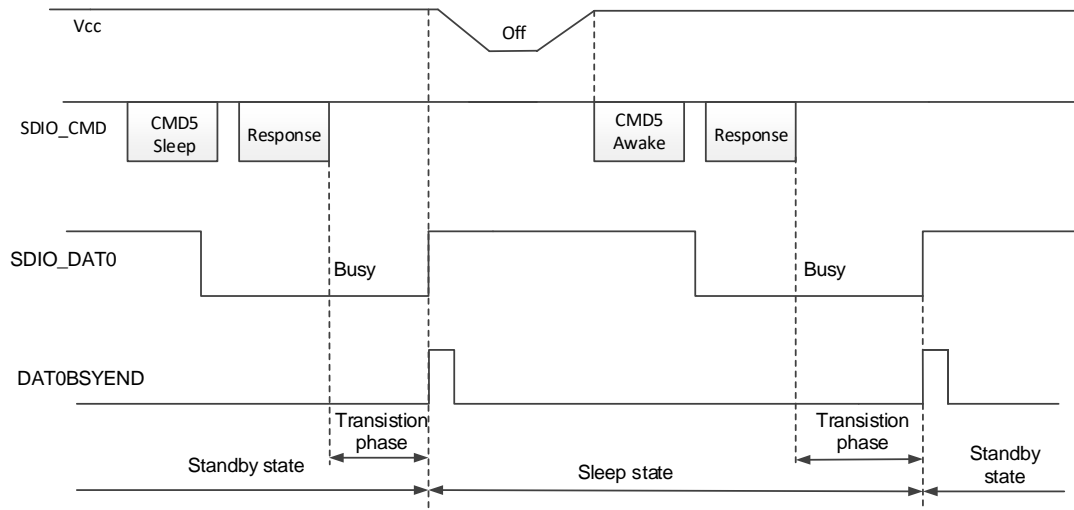 Vcc
Off
SDIO_CMD
CMD5
Sleep
Response
CMD5
Awake
Response
SDIO_DAT0
Busy
Busy
DAT0BSYEND
Transistion
phase
Transistion
phase
Standby state
Sleep state
Standby
state